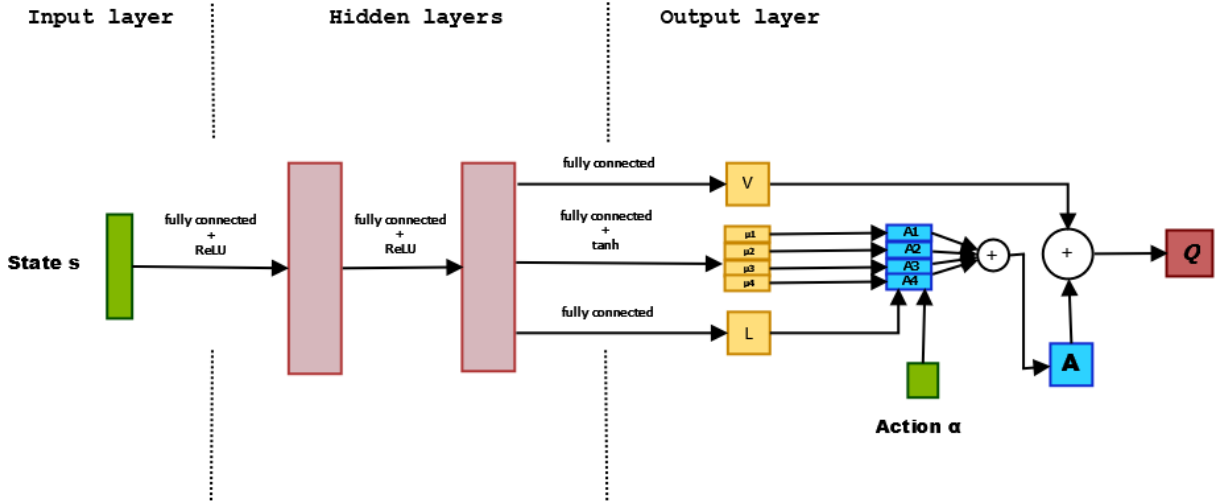 Input layer
Hidden layers
Output layer
State s
fully connected
+
ReLU
fully connected
+
ReLU
fully connected
fully connected
+
tanh
fully connected
V
μ1
μ2
μ3
μ4
L
A1
A2
A3
A4
+
Action α
+
A
Q